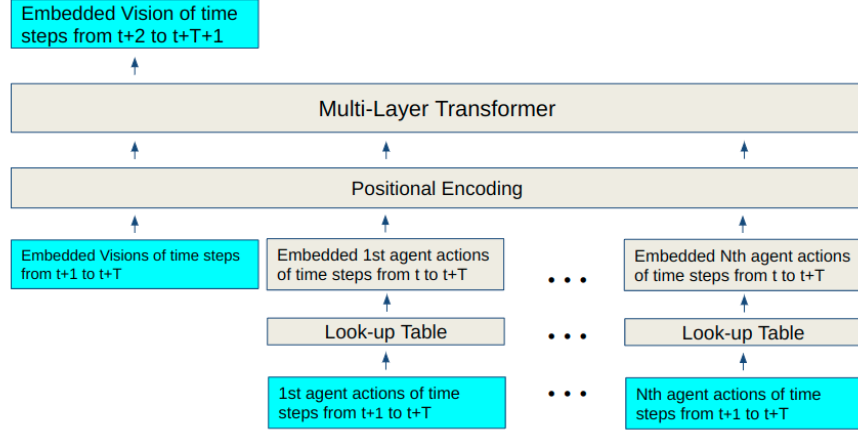 Embedded Vision of time
steps from t+2 to t+T+1
Multi-Layer Transformer
Positional Encoding
Embedded Visions of time steps
from t+1 to t+T
Embedded 1st agent actions
of time steps from t to t+T
• • •
Embedded Nth agent actions
of time steps from t to t+T
Look-up Table
• • •
Look-up Table
1st agent actions of time
steps from t+1 to t+T
• • •
Nth agent actions of time
steps from t+1 to t+T